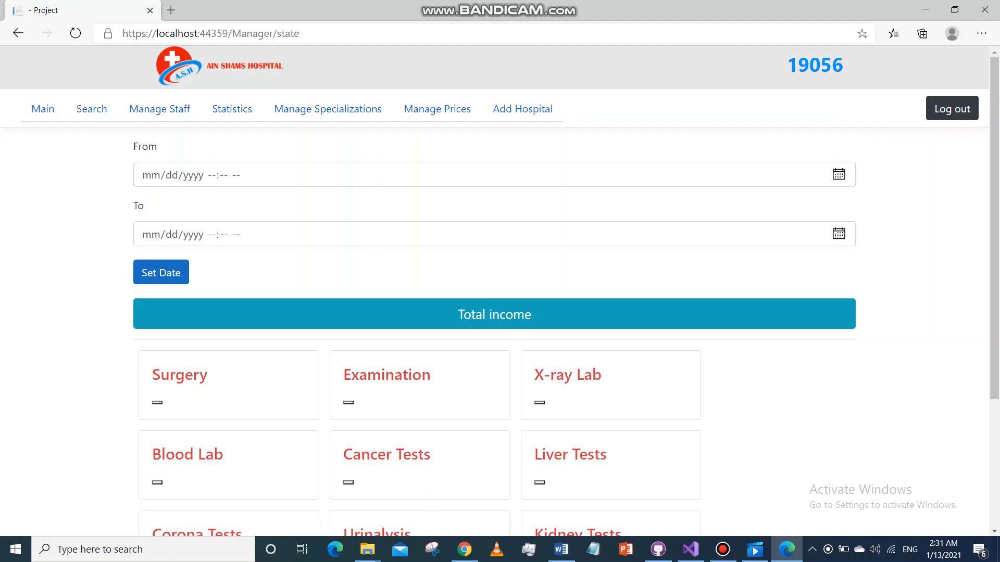 - Project
www.BANDICAM.com
https://localhost:44359/Manager/state
A.S.H
AIN SHAMS HOSPITAL
19056
Main
Search
Manage Staff
Statistics
Manage Specializations
Manage Prices
Add Hospital
Log out
From
mm/dd/yyyy --:-- --
To
mm/dd/yyyy --:-- --
Set Date
Total income
Surgery
Examination
X-ray Lab
Blood Lab
Cancer Tests
Liver Tests
Corona Tests
Urinalysis
Kidney Tests
Activate Windows
Go to Settings to activate Windows.
Type here to search
ENG
2:31 AM
1/13/2021
6